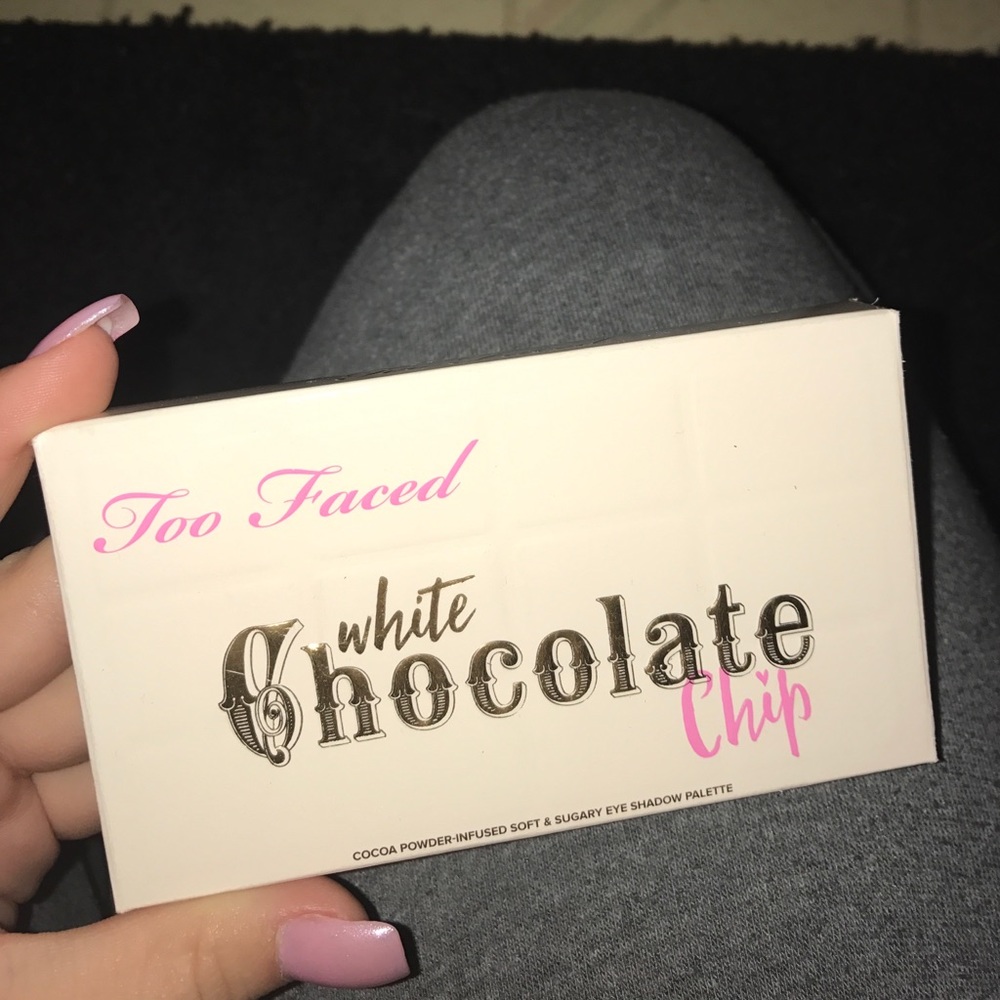 Too Faced
white
Chocolate
Chip
COCOA POWDER-INFUSED SOFT & SUGARY EYE SHADOW PALETTE